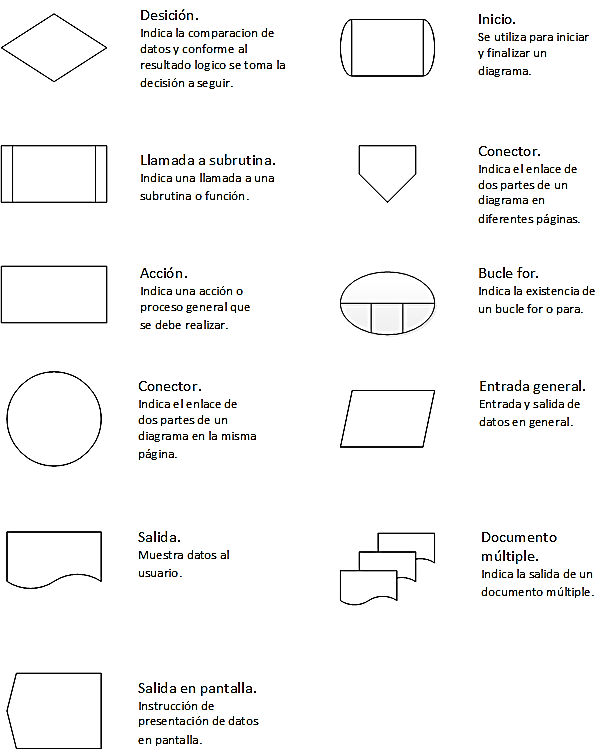 Desición.
Indica la comparacion de
datos y conforme al
resultado logico se toma la
decisión a seguir.
Inicio.
Se utiliza para iniciar
y finalizar un
diagrama.
Llamada a subrutina.
Indica una llamada a una
subrutina o función.
Conector.
Indica el enlace de
dos partes de un
diagrama en
diferentes páginas.
Acción.
Indica una acción o
proceso general que
se debe realizar.
Bucle for.
Indica la existencia de
un bucle for o para.
Conector.
Indica el enlace de
dos partes de un
diagrama en la misma
página.
Entrada general.
Entrada y salida de
datos en general.
Salida.
Muestra datos al
usuario.
Documento
múltiple.
Indica la salida de un
documento múltiple.
Salida en pantalla.
Instrucción de
presentación de datos
en pantalla.